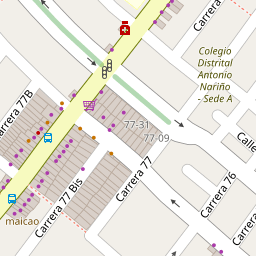 Carrera
Colegio
Distrital
Antonio
Nariño
- Sede A
Carrera 77B
77-31
77-09
Calle
Carrera 77
Carrera 76
Carrera 77 Bis
maicao